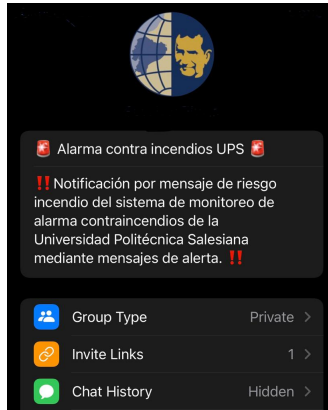 🚨 Alarma contra incendios UPS 🚨
‼️Notificación por mensaje de riesgo
incendio del sistema de monitoreo de
alarma contraincendios de la
Universidad Politécnica Salesiana
mediante mensajes de alerta. ‼️
Group Type Private >
Invite Links 1 >
Chat History Hidden >